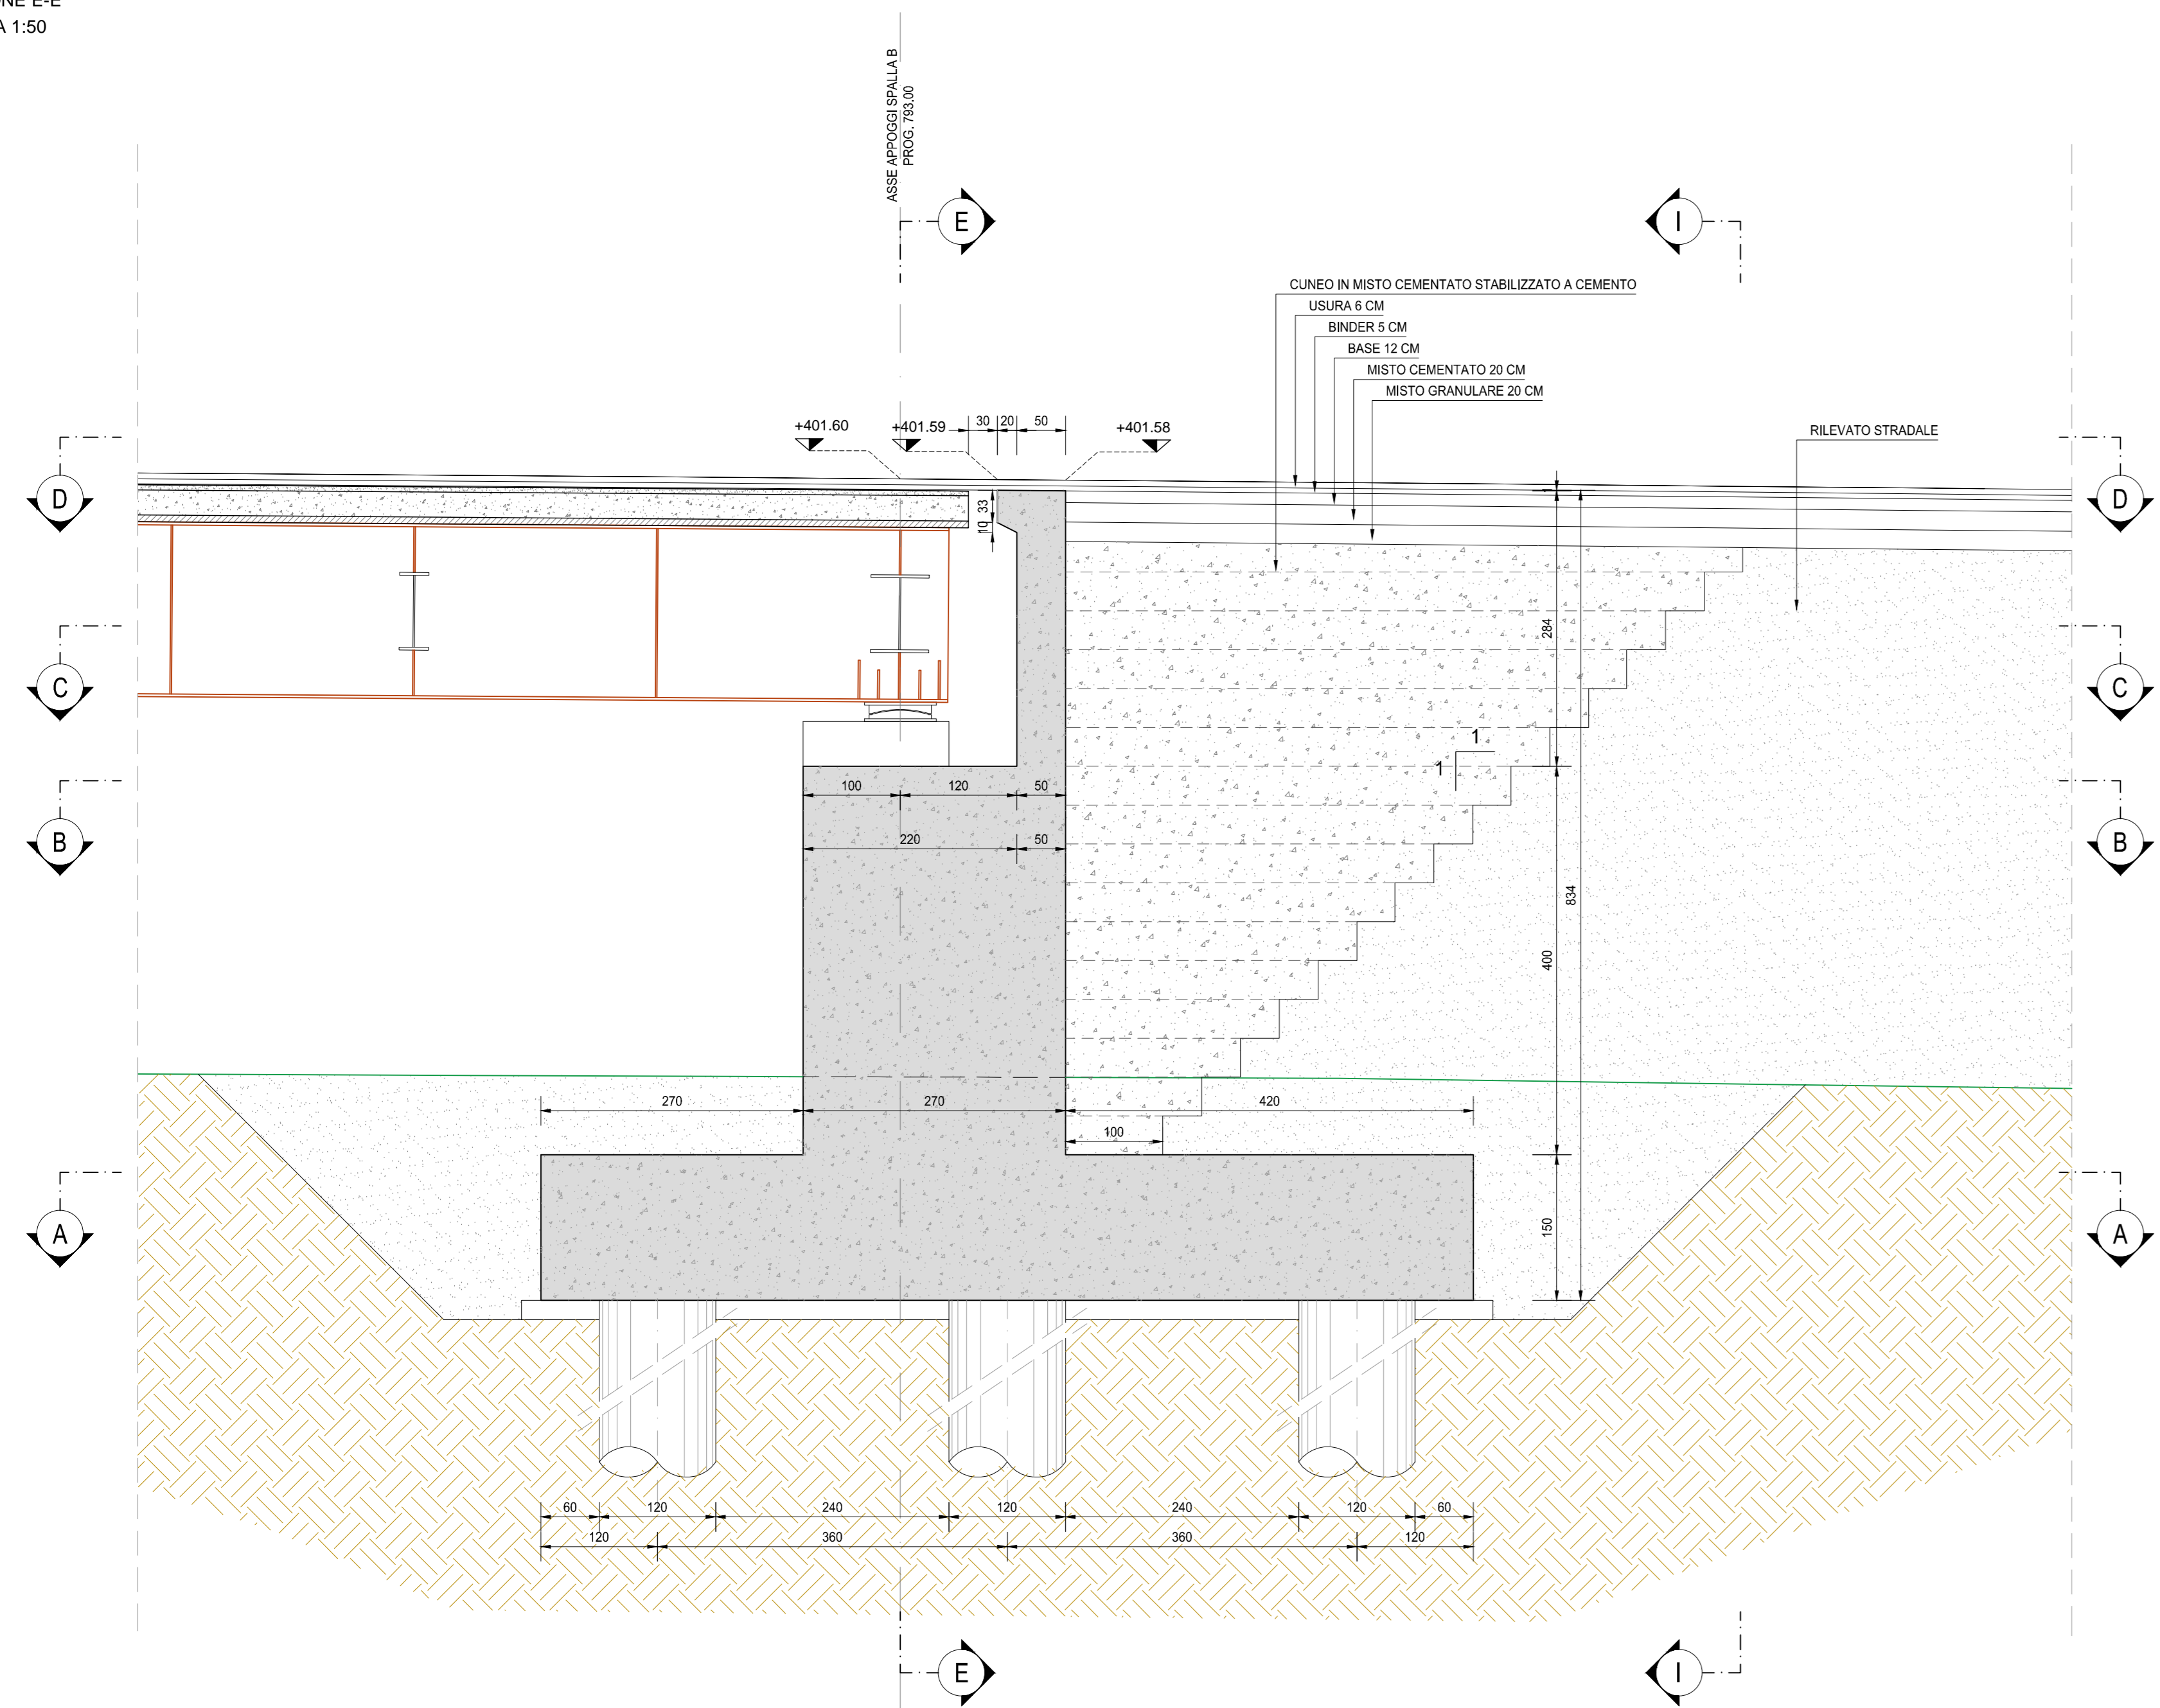 E-E
1:50
ASSE APPOGGI SPALLA B
PROG. 793.00
E
I
CUNEO IN MISTO CEMENTATO STABILIZZATO A CEMENTO
USURA 6 CM
BINDER 5 CM
BASE 12 CM
MISTO CEMENTATO 20 CM
MISTO GRANULARE 20 CM
RILEVATO STRADALE
+401.60
+401.59
30
20
50
+401.58
D
D
33
10
284
C
C
1
1
100
120
50
B
B
220
50
834
400
270
270
420
100
A
A
150
60
120
240
120
240
120
60
120
360
360
120
E
I